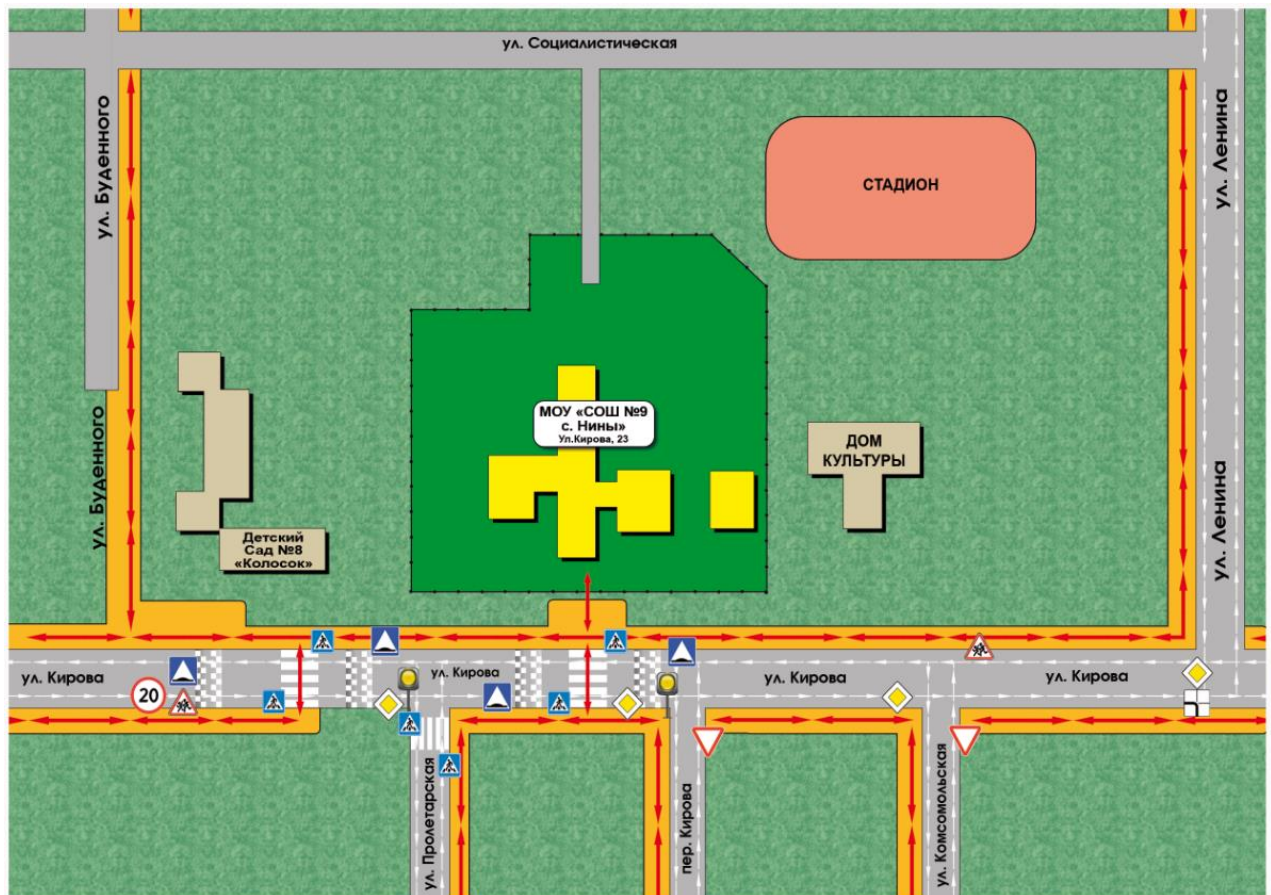 ул. Социалистическая
ул. Буденного
ул. Ленина
СТАДИОН
МОУ «СОШ №9
с. Нины»
Ул.Кирова, 23
ДОМ
КУЛЬТУРЫ
ул. Буденного
ул. Ленина
Детский
Сад №8
«Колосок»
ул. Кирова
20
ул. Кирова
ул. Кирова
ул. Кирова
ул. Пролетарская
пер. Кирова
ул. Комсомольская